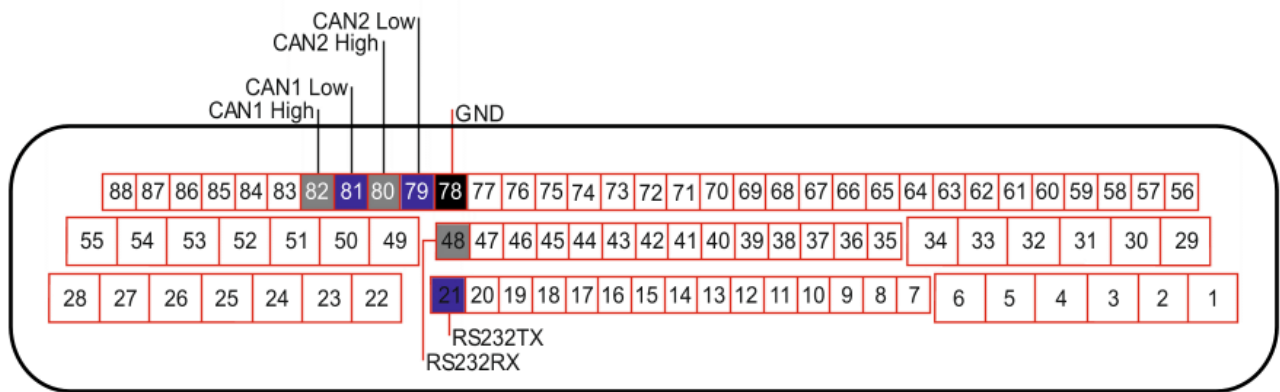 CAN2 Low
CAN2 High
CAN1 Low
CAN1 High
GND
88 87 86 85 84 83 82 81 80 79 78 77 76 75 74 73 72 71 70 69 68 67 66 65 64 63 62 61 60 59 58 57 56
55 54 53 52 51 50 49 48 47 46 45 44 43 42 41 40 39 38 37 36 35 34 33 32 31 30 29
28 27 26 25 24 23 22 21 20 19 18 17 16 15 14 13 12 11 10 9 8 7 6 5 4 3 2 1
RS232TX
RS232RX